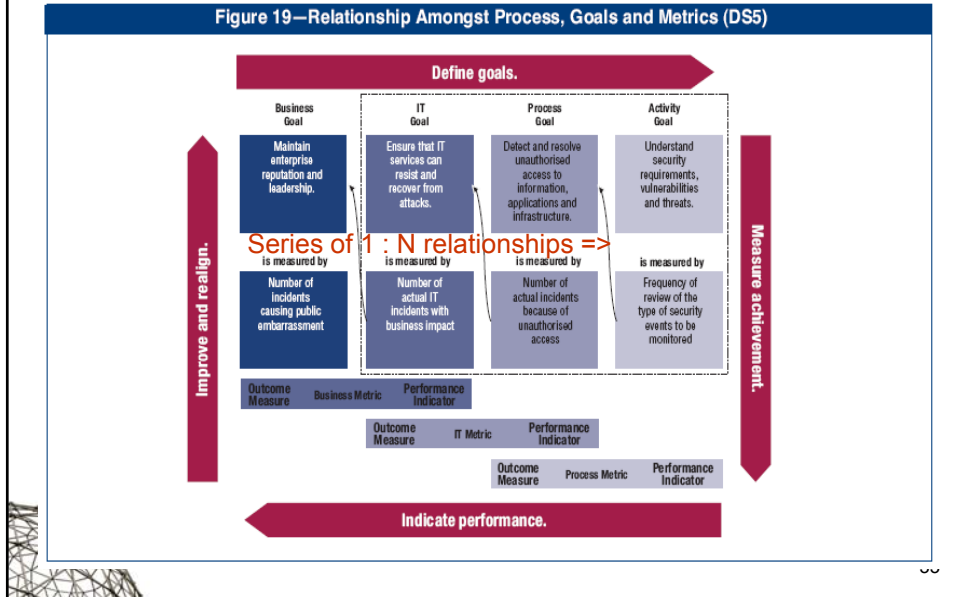 Figure 19—Relationship Amongst Process, Goals and Metrics (DS5)
Define goals.
Business
Goal
IT
Goal
Process
Goal
Activity
Goal
Maintain
enterprise
reputation and
leadership.
Ensure that IT
services can
resist and
recover from
attacks.
Detect and resolve
unauthorised
access to
information,
applications and
infrastructure.
Understand
security
requirements,
vulnerabilities
and threats.
Series of 1 : N relationships =>
is measured by
is measured by
is measured by
is measured by
Number of
incidents
causing public
embarrassment
Number of
actual IT
incidents with
business impact
Number of
actual incidents
because of
unauthorised
access
Frequency of
review of the
type of security
events to be
monitored
Improve and realign.
Measure achievement.
Outcome
Measure
Business Metric
Performance
Indicator
Outcome
Measure
IT Metric
Performance
Indicator
Outcome
Measure
Process Metric
Performance
Indicator
Indicate performance.